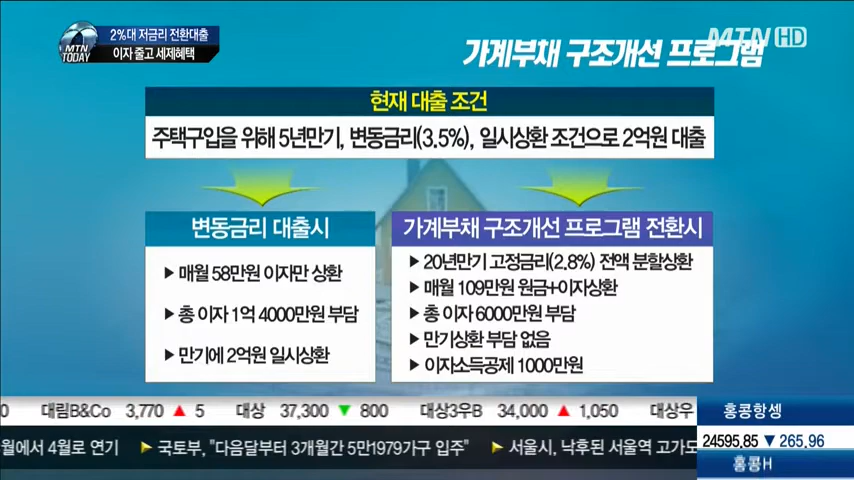 MTN
TODAY
2%대 저금리 전환대출
이자 줄고 세제혜택
MTN HD
가계부채 구조개선 프로그램
현재 대출 조건
주택구입을 위해 5년만기, 변동금리(3.5%), 일시상환 조건으로 2억원 대출
변동금리 대출시
▶ 매월 58만원 이자만 상환
▶ 총 이자 1억 4000만원 부담
▶ 만기에 2억원 일시상환
가계부채 구조개선 프로그램 전환시
▶ 20년만기 고정금리(2.8%) 전액 분할상환
▶ 매월 109만원 원금+이자상환
▶ 총 이자 6000만원 부담
▶ 만기상환 부담 없음
▶ 이자소득공제 1000만원
0 대림B&Co 3,770 ▲ 5 대상 37,300 ▼ 800 대상3우B 34,000 ▲ 1,050 대상우
홍콩항셍
월에서 4월로 연기 ▶ 국토부, "다음달부터 3개월간 5만1979가구 입주" ▶ 서울시, 낙후된 서울역 고가도
24595.85 ▼ 265.96
홍콩H